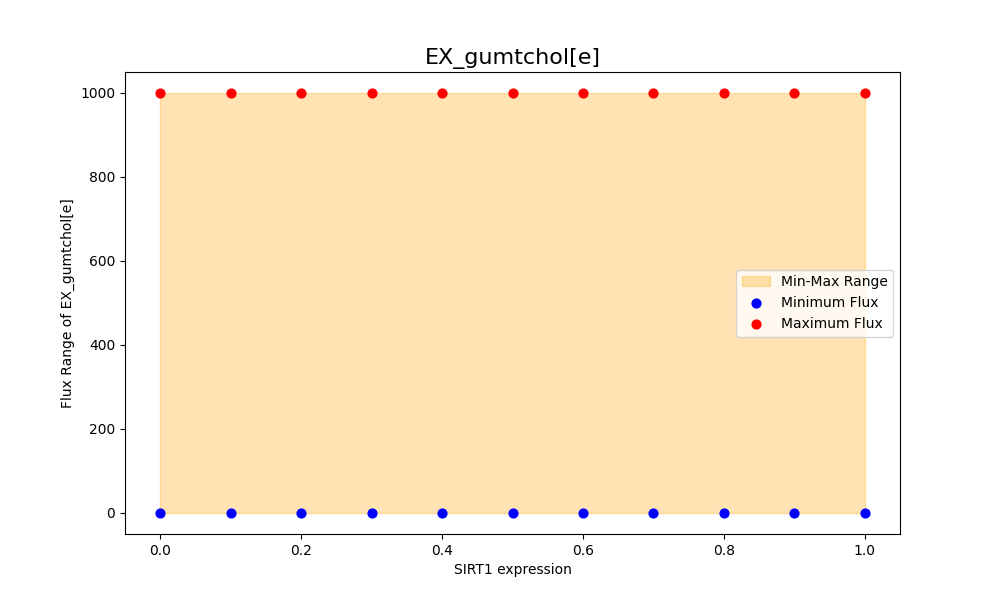 EX_gumtchol[e]
Flux Range of EX_gumtchol[e]
1000
800
600
400
200
0
Min-Max Range
Minimum Flux
Maximum Flux
0.0
0.2
0.4
0.6
0.8
1.0
SIRT1 expression